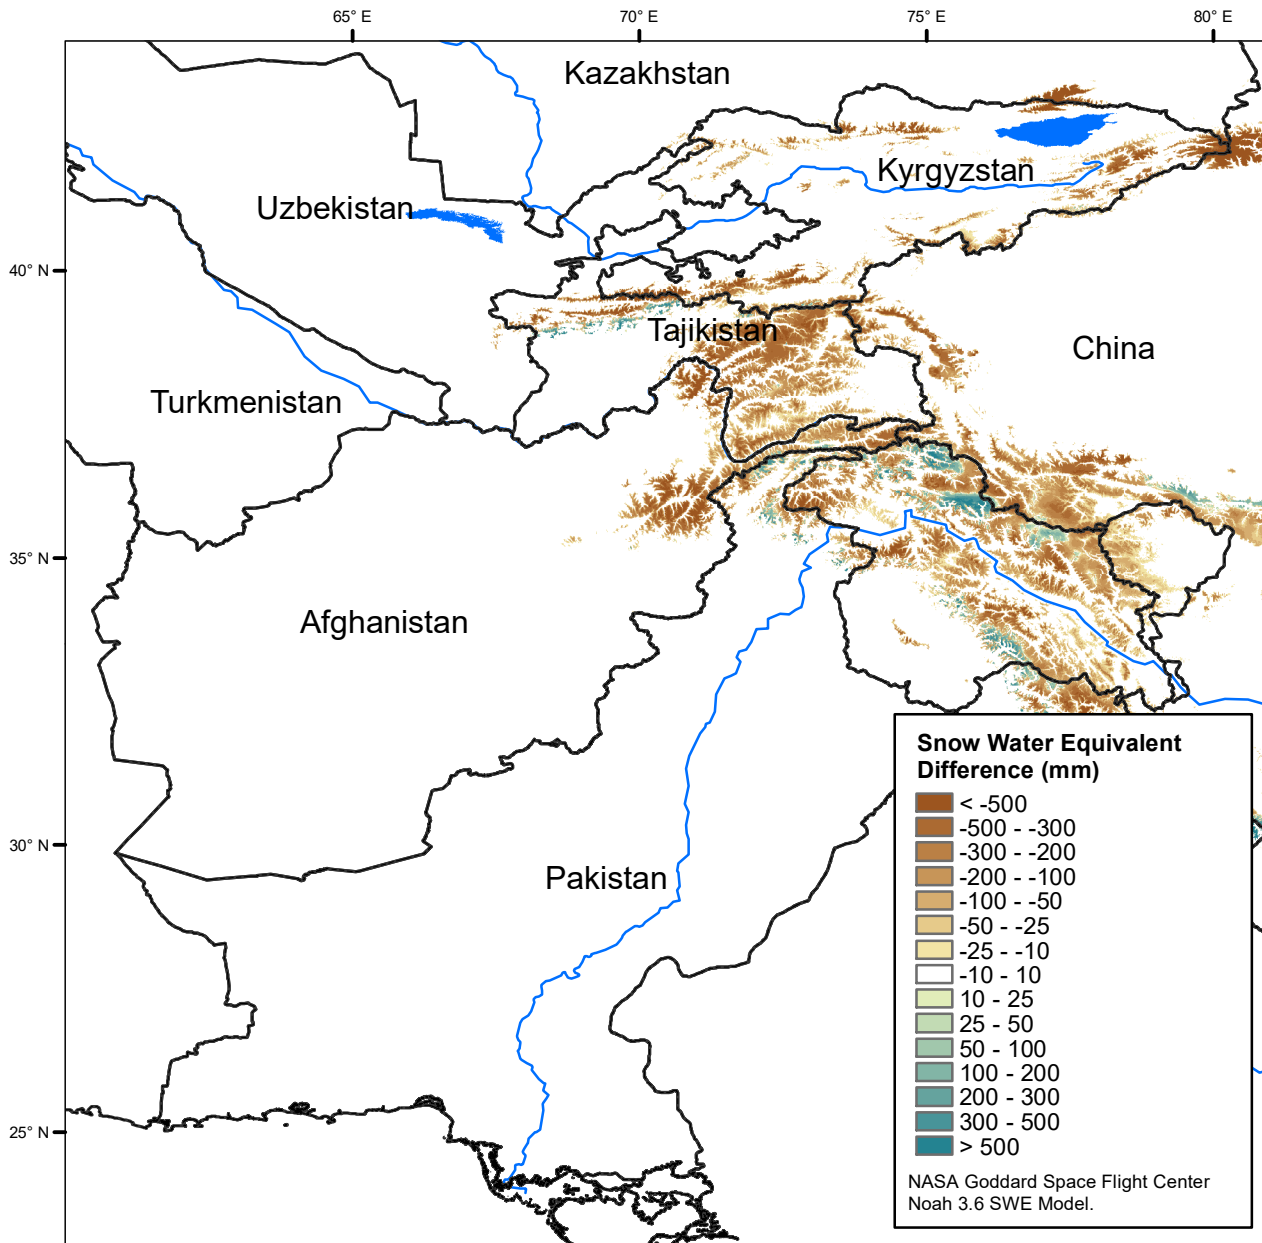 65° E
70° E
75° E
80° E
Kazakhstan
Kyrgyzstan
Uzbekistan
40° N
Tajikistan
China
Turkmenistan
35° N
Afghanistan
Snow Water Equivalent
Difference (mm)
< -500
-500 - -300
30° N
-300 - -200
-200 - -100
Pakistan
-100 - -50
-50 - -25
-25 - -10
-10 - 10
10 - 25
25 - 50
50 - 100
100 - 200
200 - 300
300 - 500
25° N
> 500
NASA Goddard Space Flight Center
Noah 3.6 SWE Model.